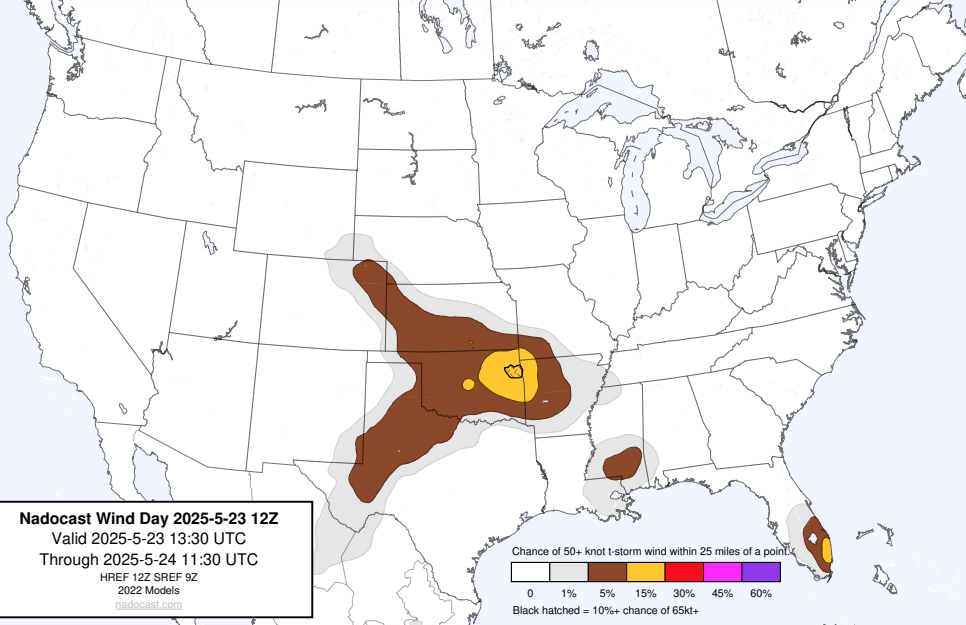 Nadocast Wind Day 2025-5-23 12Z
Valid 2025-5-23 13:30 UTC
Through 2025-5-24 11:30 UTC
HREF 12Z SREF 9Z
2022 Models
nadocast.com
Chance of 50+ knot t-storm wind within 25 miles of a point.
0 1% 5% 15% 30% 45% 60%
Black hatched = 10%+ chance of 65kt+